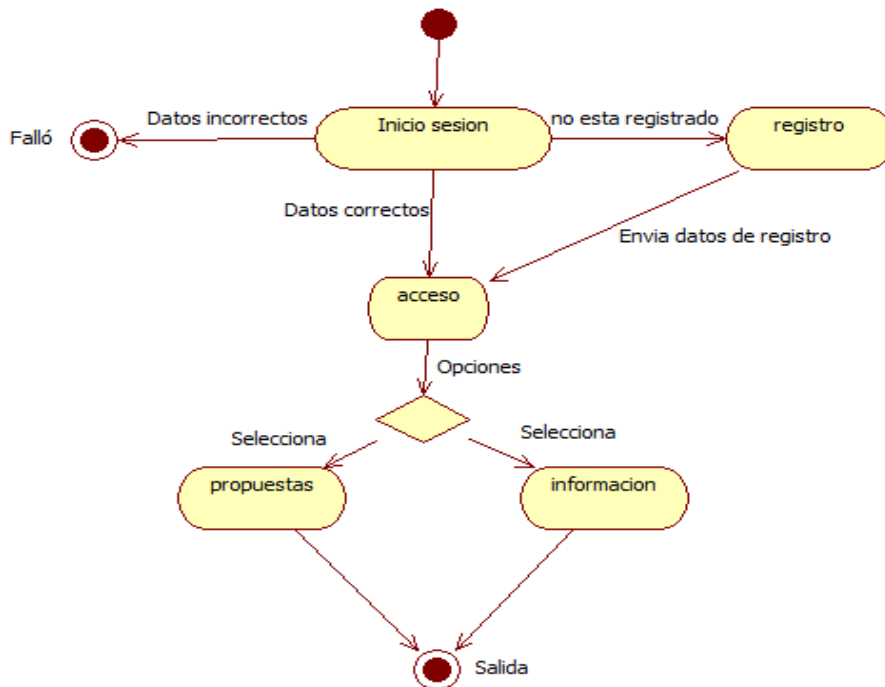 Datos incorrectos
Inicio sesion
no esta registrado
registro
Falló
Datos correctos
Envia datos de registro
acceso
Opciones
Selecciona
Selecciona
propuestas
informacion
Salida